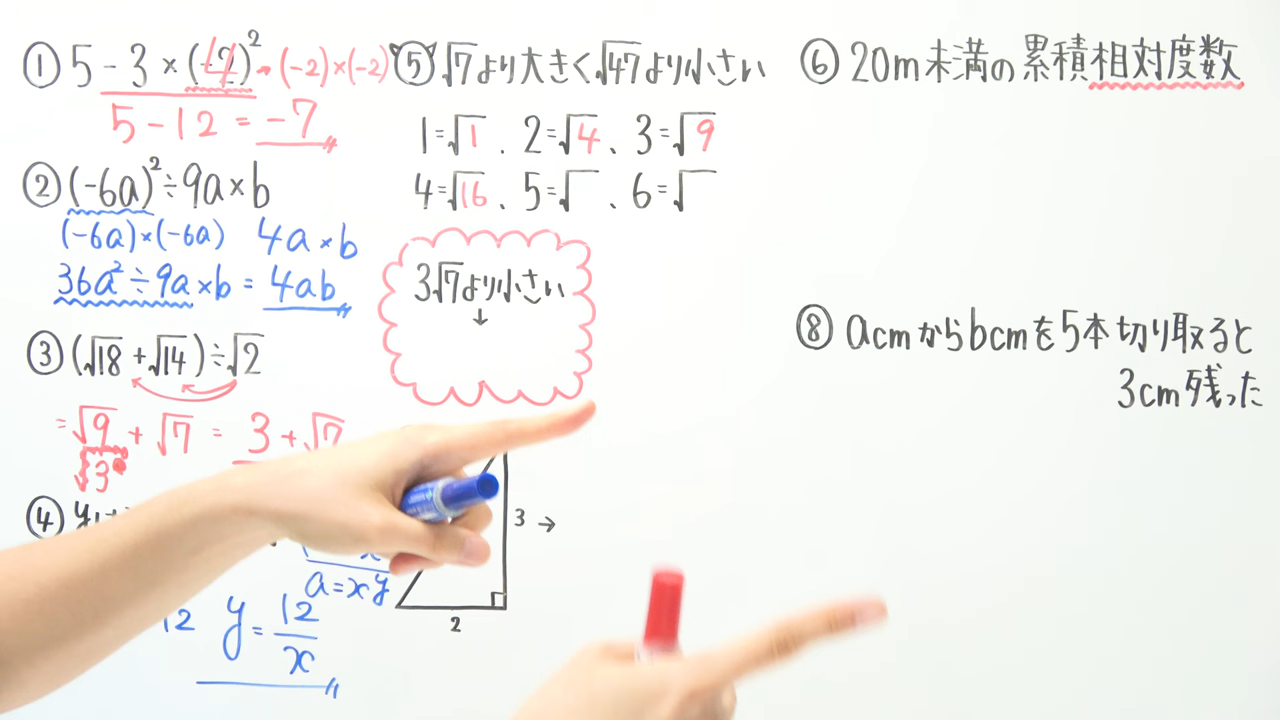 ① 5 - 3 × (-2)² → (-2)×(-2)
4
5 - 12 = -7
② (-6a)² ÷ 9a × b
(-6a)×(-6a) 4a × b
36a² ÷ 9a × b = 4ab
③ (√18 + √14) ÷ √2
= √9 + √7 = 3 + √7
√3²
④ y
a = xy
12 y = 12/x
⑤ √7より大きく√47より小さい
1=√1 、2=√4 、3=√9
4=√16 、5=√ 、6=√
3√7より小さい
↓
3 →
2
⑥ 20m未満の累積相対度数
⑧ acmからbcmを5本切り取ると
3cm残った